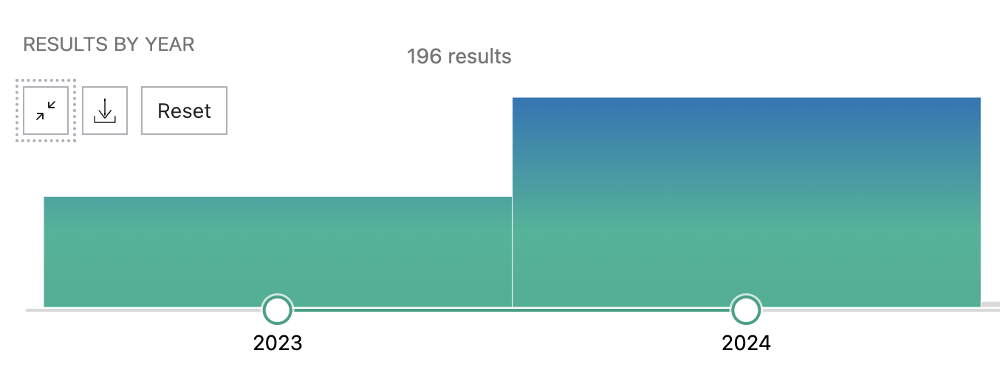 RESULTS BY YEAR
196 results
Reset
2023
2024